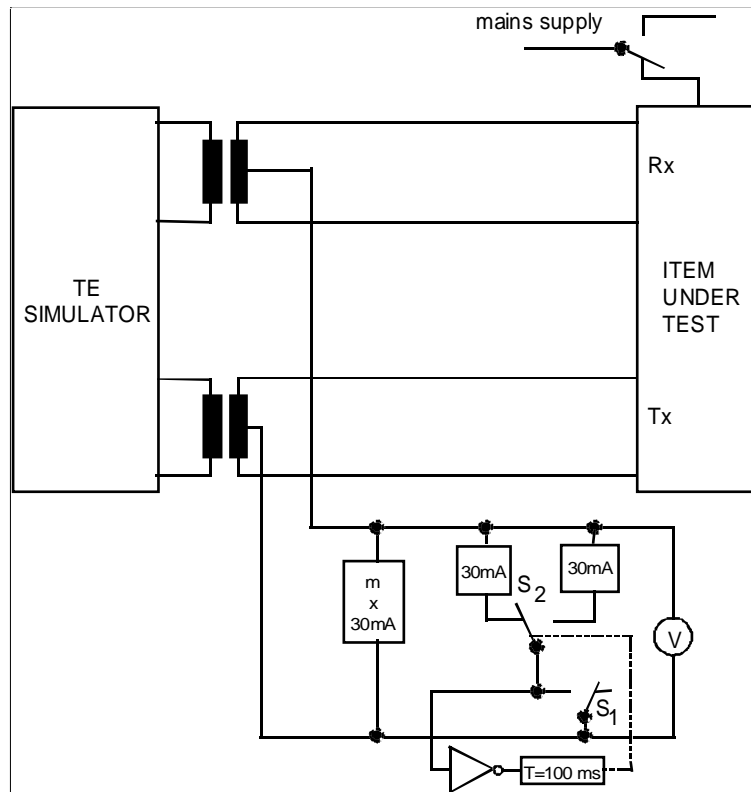 mains supply
Rx
TE
SIMULATOR
ITEM
UNDER
TEST
Tx
m
x
30mA
30mA
S2
30mA
V
S1
T=100 ms